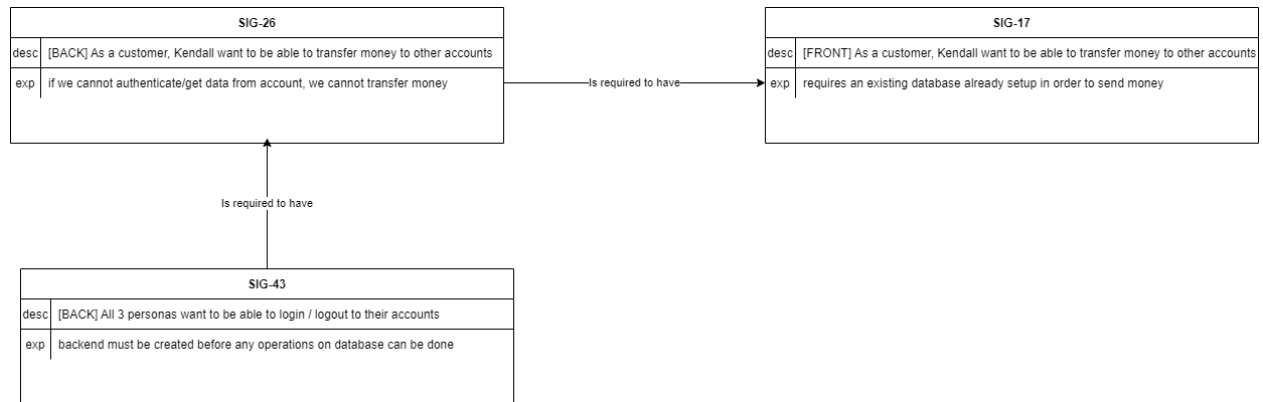 SIG-26
desc [BACK] As a customer, Kendall want to be able to transfer money to other accounts
exp if we cannot authenticate/get data from account, we cannot transfer money
Is required to have
SIG-17
desc [FRONT] As a customer, Kendall want to be able to transfer money to other accounts
exp requires an existing database already setup in order to send money
Is required to have
SIG-43
desc [BACK] All 3 personas want to be able to login / logout to their accounts
exp backend must be created before any operations on database can be done